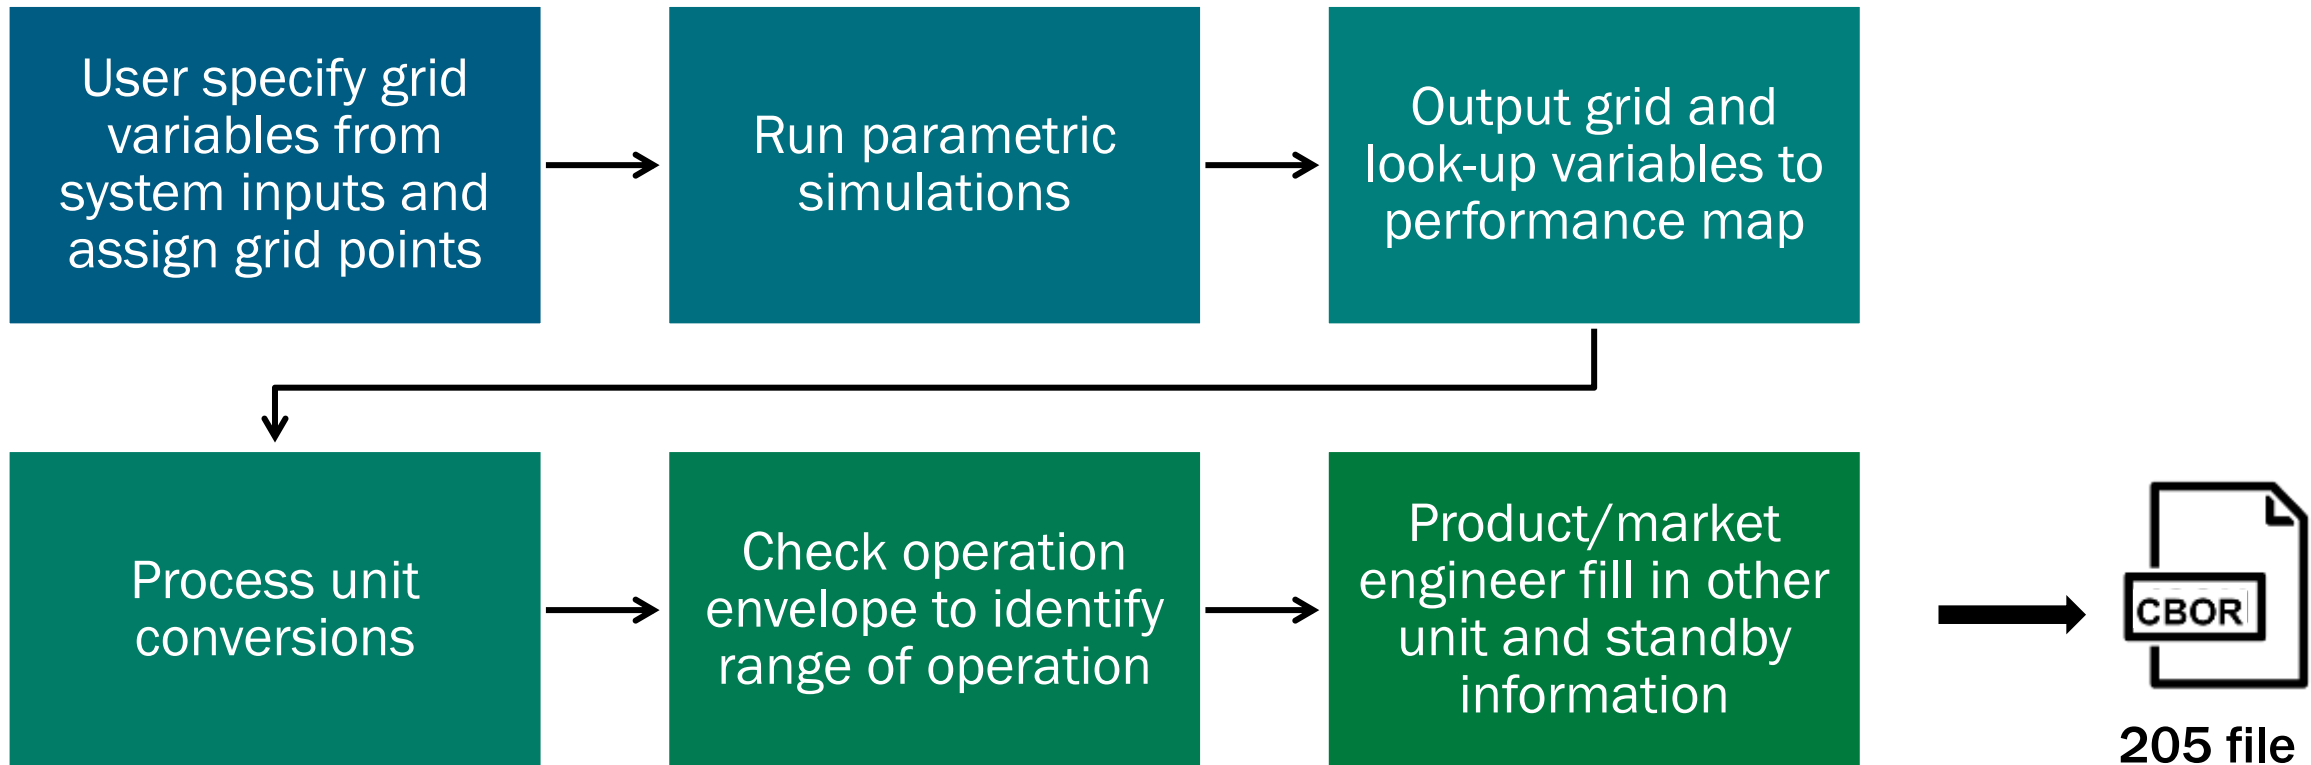 User specify grid
variables from
system inputs and
assign grid points
Run parametric
simulations
Output grid and
look-up variables to
performance map
Process unit
conversions
Check operation
envelope to identify
range of operation
Product/market
engineer fill in other
unit and standby
information
CBOR
205 file